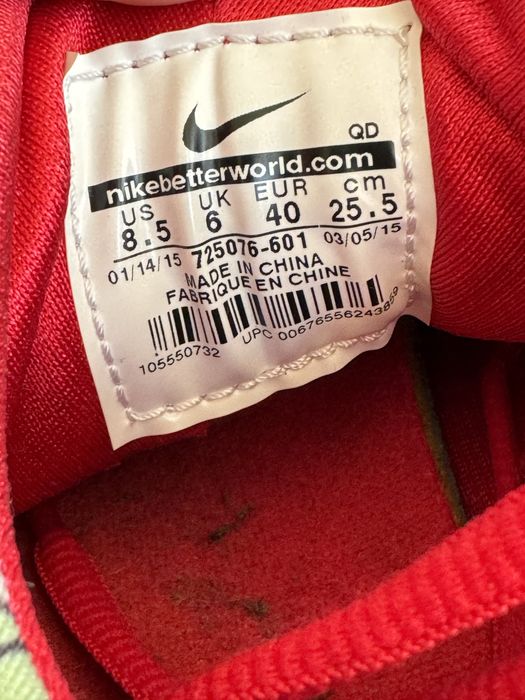 QD
nikebetterworld.com
US UK EUR cm
8.5 6 40 25.5
01/14/15 725076-601 03/05/15
MADE IN CHINA
FABRIQUE EN CHINE
105550732 UPC 00676556243859